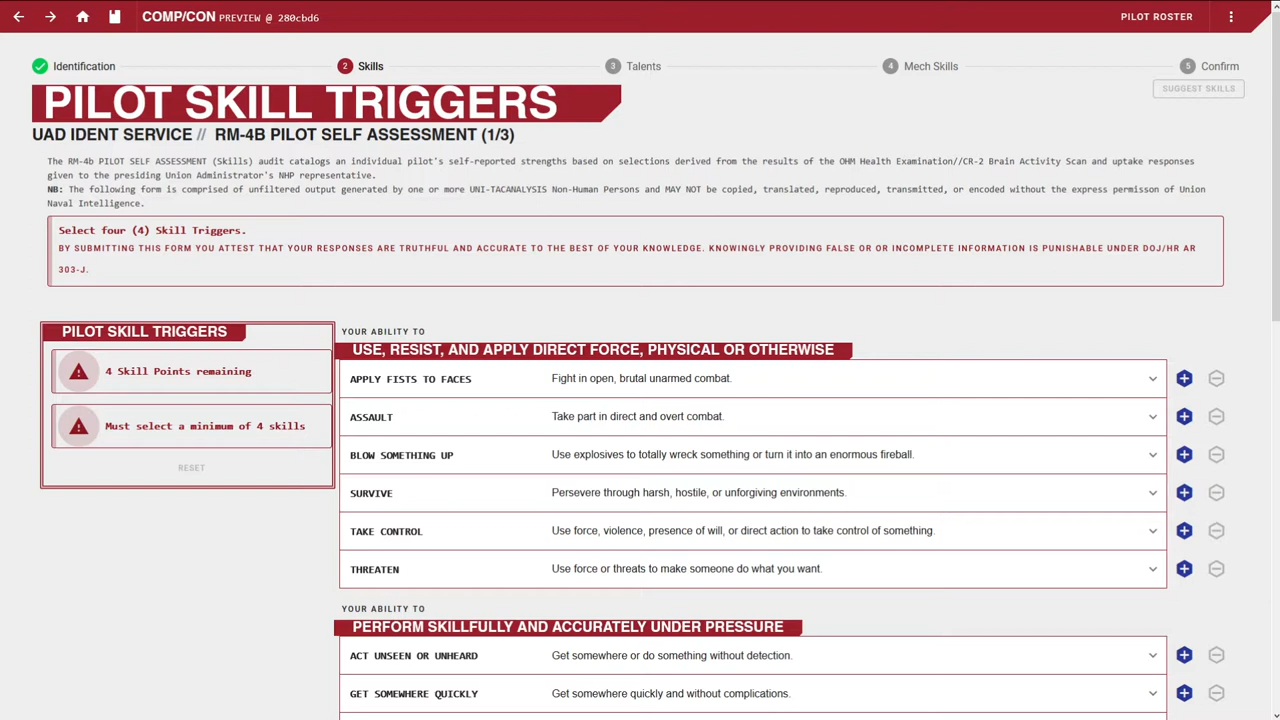 COMP/CON PREVIEW @ 280cbd6
PILOT ROSTER
Identification
2 Skills
3 Talents
4 Mech Skills
5 Confirm
PILOT SKILL TRIGGERS
SUGGEST SKILLS
UAD IDENT SERVICE // RM-4B PILOT SELF ASSESSMENT (1/3)
The RM-4b PILOT SELF ASSESSMENT (Skills) audit catalogs an individual pilot's self-reported strengths based on selections derived from the results of the OHM Health Examination//CR-2 Brain Activity Scan and uptake responses
given to the presiding Union Administrator's NHP representative.
NB: The following form is comprised of unfiltered output generated by one or more UNI-TACANALYSIS Non-Human Persons and MAY NOT be copied, translated, reproduced, transmitted, or encoded without the express permisson of Union
Naval Intelligence.
Select four (4) Skill Triggers.
BY SUBMITTING THIS FORM YOU ATTEST THAT YOUR RESPONSES ARE TRUTHFUL AND ACCURATE TO THE BEST OF YOUR KNOWLEDGE. KNOWINGLY PROVIDING FALSE OR OR INCOMPLETE INFORMATION IS PUNISHABLE UNDER DOJ/HR AR
303-J.
PILOT SKILL TRIGGERS
4 Skill Points remaining
Must select a minimum of 4 skills
RESET
YOUR ABILITY TO
USE, RESIST, AND APPLY DIRECT FORCE, PHYSICAL OR OTHERWISE
APPLY FISTS TO FACES Fight in open, brutal unarmed combat.
ASSAULT Take part in direct and overt combat.
BLOW SOMETHING UP Use explosives to totally wreck something or turn it into an enormous fireball.
SURVIVE Persevere through harsh, hostile, or unforgiving environments.
TAKE CONTROL Use force, violence, presence of will, or direct action to take control of something.
THREATEN Use force or threats to make someone do what you want.
YOUR ABILITY TO
PERFORM SKILLFULLY AND ACCURATELY UNDER PRESSURE
ACT UNSEEN OR UNHEARD Get somewhere or do something without detection.
GET SOMEWHERE QUICKLY Get somewhere quickly and without complications.